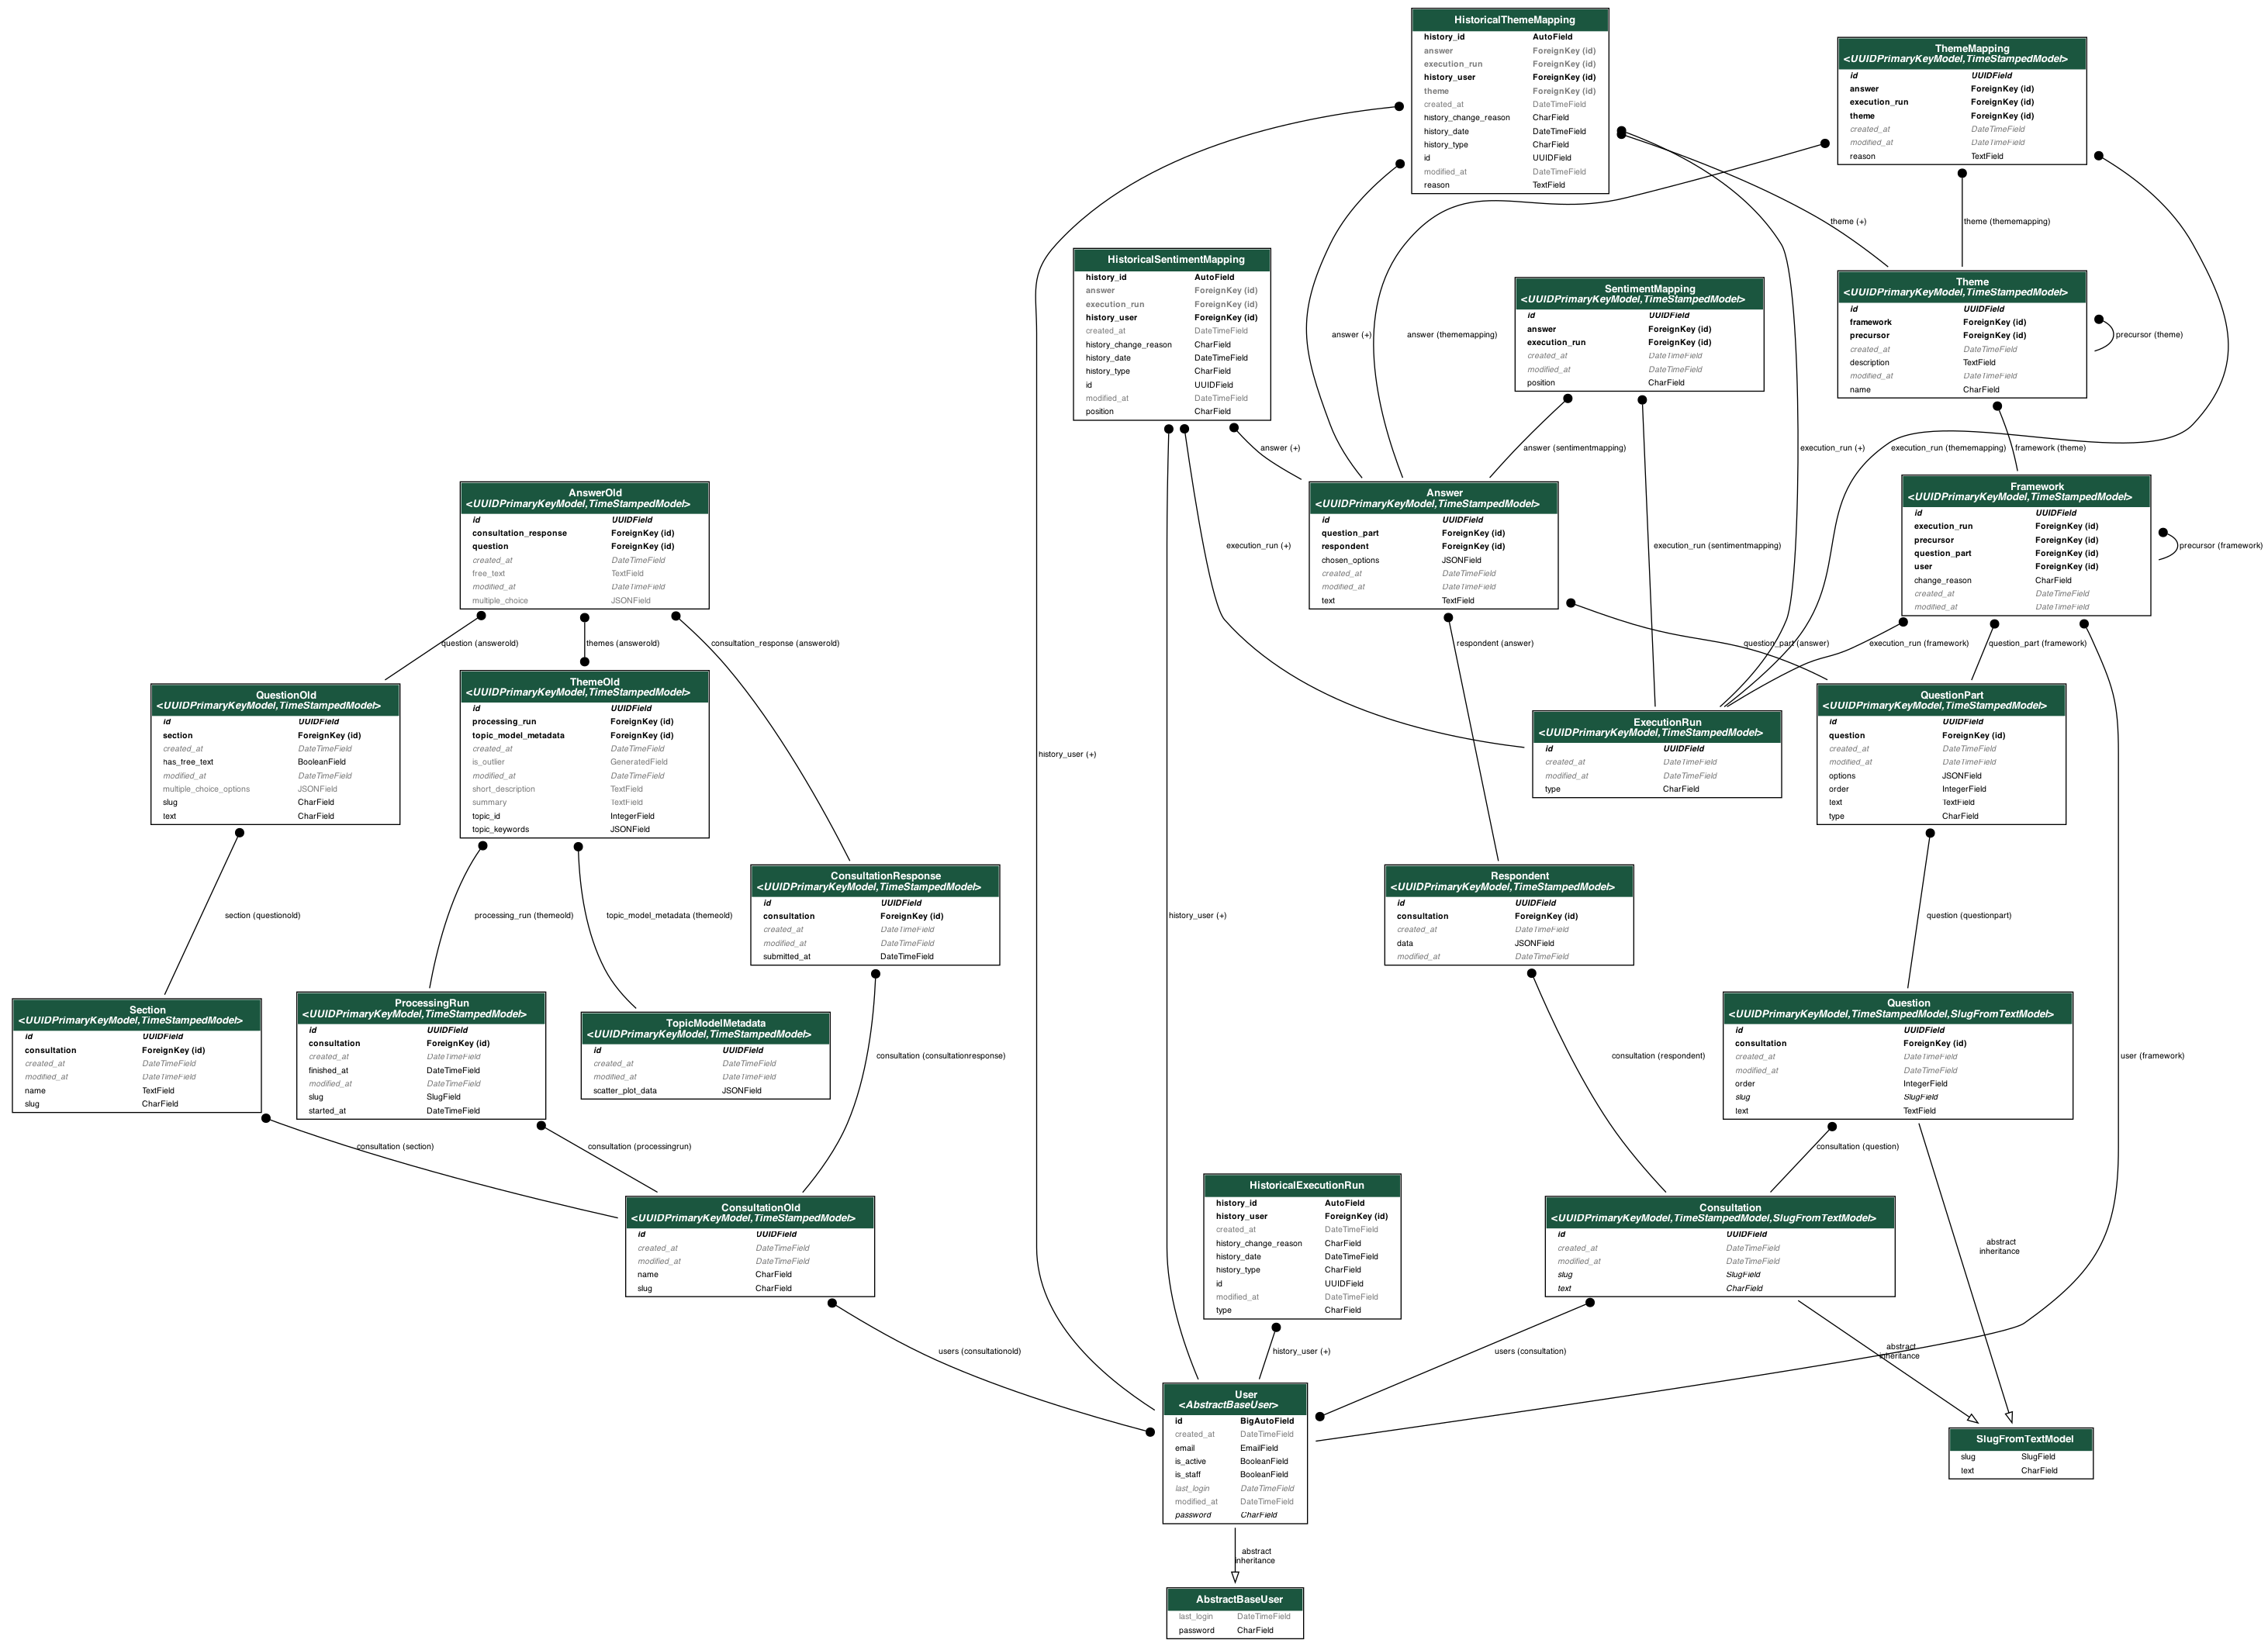 HistoricalThemeMapping
history_id AutoField
answer ForeignKey (id)
execution_run ForeignKey (id)
history_user ForeignKey (id)
theme ForeignKey (id)
created_at DateTimeField
history_change_reason CharField
history_date DateTimeField
history_type CharField
id UUIDField
modified_at DateTimeField
reason TextField
ThemeMapping
<UUIDPrimaryKeyModel,TimeStampedModel>
id UUIDField
answer ForeignKey (id)
execution_run ForeignKey (id)
theme ForeignKey (id)
created_at DateTimeField
modified_at DateTimeField
reason TextField
theme (+)
theme (thememapping)
HistoricalSentimentMapping
history_id AutoField
answer ForeignKey (id)
execution_run ForeignKey (id)
history_user ForeignKey (id)
created_at DateTimeField
history_change_reason CharField
history_date DateTimeField
history_type CharField
id UUIDField
modified_at DateTimeField
position CharField
SentimentMapping
<UUIDPrimaryKeyModel,TimeStampedModel>
id UUIDField
answer ForeignKey (id)
execution_run ForeignKey (id)
created_at DateTimeField
modified_at DateTimeField
position CharField
Theme
<UUIDPrimaryKeyModel,TimeStampedModel>
id UUIDField
framework ForeignKey (id)
precursor ForeignKey (id)
created_at DateTimeField
description TextField
modified_at DateTimeField
name CharField
answer (+)
answer (thememapping)
precursor (theme)
answer (+)
answer (sentimentmapping)
execution_run (+)
execution_run (thememapping)
framework (theme)
AnswerOld
<UUIDPrimaryKeyModel,TimeStampedModel>
id UUIDField
consultation_response ForeignKey (id)
question ForeignKey (id)
created_at DateTimeField
free_text TextField
modified_at DateTimeField
multiple_choice JSONField
Answer
<UUIDPrimaryKeyModel,TimeStampedModel>
id UUIDField
question_part ForeignKey (id)
respondent ForeignKey (id)
chosen_options JSONField
created_at DateTimeField
modified_at DateTimeField
text TextField
Framework
<UUIDPrimaryKeyModel,TimeStampedModel>
id UUIDField
execution_run ForeignKey (id)
precursor ForeignKey (id)
question_part ForeignKey (id)
user ForeignKey (id)
change_reason CharField
created_at DateTimeField
modified_at DateTimeField
execution_run (+)
execution_run (sentimentmapping)
precursor (framework)
question (answerold)
themes (answerold)
consultation_response (answerold)
respondent (answer)
question_part (answer)
execution_run (framework)
question_part (framework)
QuestionOld
<UUIDPrimaryKeyModel,TimeStampedModel>
id UUIDField
section ForeignKey (id)
created_at DateTimeField
has_free_text BooleanField
modified_at DateTimeField
multiple_choice_options JSONField
slug CharField
text CharField
ThemeOld
<UUIDPrimaryKeyModel,TimeStampedModel>
id UUIDField
processing_run ForeignKey (id)
topic_model_metadata ForeignKey (id)
created_at DateTimeField
is_outlier GeneratedField
modified_at DateTimeField
short_description TextField
summary TextField
topic_id IntegerField
topic_keywords JSONField
history_user (+)
ExecutionRun
<UUIDPrimaryKeyModel,TimeStampedModel>
id UUIDField
created_at DateTimeField
modified_at DateTimeField
type CharField
QuestionPart
<UUIDPrimaryKeyModel,TimeStampedModel>
id UUIDField
question ForeignKey (id)
created_at DateTimeField
modified_at DateTimeField
options JSONField
order IntegerField
text TextField
type CharField
ConsultationResponse
<UUIDPrimaryKeyModel,TimeStampedModel>
id UUIDField
consultation ForeignKey (id)
created_at DateTimeField
modified_at DateTimeField
submitted_at DateTimeField
Respondent
<UUIDPrimaryKeyModel,TimeStampedModel>
id UUIDField
consultation ForeignKey (id)
created_at DateTimeField
data JSONField
modified_at DateTimeField
section (questionold)
processing_run (themeold)
topic_model_metadata (themeold)
history_user (+)
question (questionpart)
Section
<UUIDPrimaryKeyModel,TimeStampedModel>
id UUIDField
consultation ForeignKey (id)
created_at DateTimeField
modified_at DateTimeField
name TextField
slug CharField
ProcessingRun
<UUIDPrimaryKeyModel,TimeStampedModel>
id UUIDField
consultation ForeignKey (id)
created_at DateTimeField
finished_at DateTimeField
modified_at DateTimeField
slug SlugField
started_at DateTimeField
TopicModelMetadata
<UUIDPrimaryKeyModel,TimeStampedModel>
id UUIDField
created_at DateTimeField
modified_at DateTimeField
scatter_plot_data JSONField
Question
<UUIDPrimaryKeyModel,TimeStampedModel,SlugFromTextModel>
id UUIDField
consultation ForeignKey (id)
created_at DateTimeField
modified_at DateTimeField
order IntegerField
slug SlugField
text TextField
consultation (consultationresponse)
consultation (respondent)
user (framework)
consultation (section)
consultation (processingrun)
consultation (question)
ConsultationOld
<UUIDPrimaryKeyModel,TimeStampedModel>
id UUIDField
created_at DateTimeField
modified_at DateTimeField
name CharField
slug CharField
HistoricalExecutionRun
history_id AutoField
history_user ForeignKey (id)
created_at DateTimeField
history_change_reason CharField
history_date DateTimeField
history_type CharField
id UUIDField
modified_at DateTimeField
type CharField
Consultation
<UUIDPrimaryKeyModel,TimeStampedModel,SlugFromTextModel>
id UUIDField
created_at DateTimeField
modified_at DateTimeField
slug SlugField
text CharField
abstract
inheritance
users (consultationold)
history_user (+)
users (consultation)
abstract
inheritance
User
<AbstractBaseUser>
id BigAutoField
created_at DateTimeField
email EmailField
is_active BooleanField
is_staff BooleanField
last_login DateTimeField
modified_at DateTimeField
password CharField
SlugFromTextModel
slug SlugField
text CharField
abstract
inheritance
AbstractBaseUser
last_login DateTimeField
password CharField